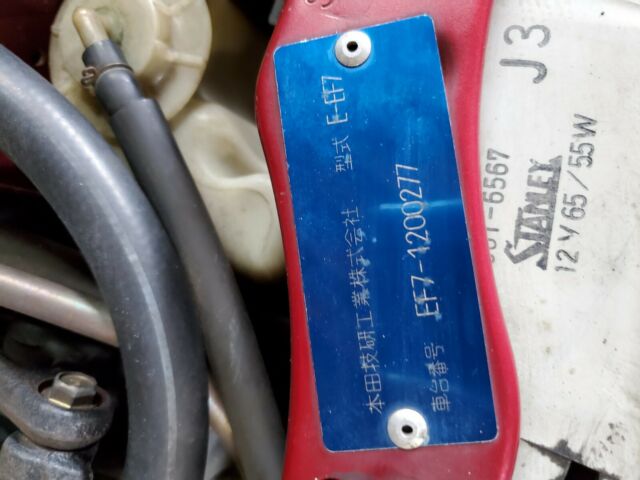 本田技研工業株式会社 型式 E-EF7
車台番号 EF7-1200277
J3
-6567
STANLEY
12V 65/55W